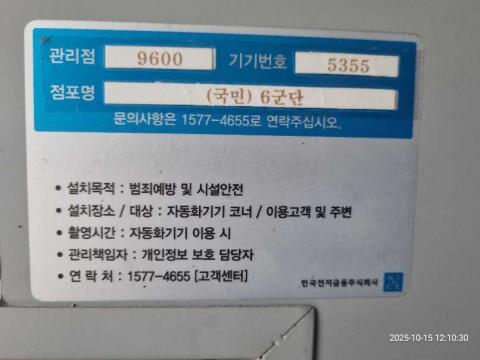 관리점 9600 기기번호 5355
점포명 (국민) 6군단
문의사항은 1577-4655로 연락주십시오.
• 설치목적 : 범죄예방 및 시설안전
• 설치장소 / 대상 : 자동화기기 코너 / 이용고객 및 주변
• 촬영시간 : 자동화기기 이용 시
• 관리책임자 : 개인정보 보호 담당자
• 연 락 처 : 1577-4655 [고객센터]
한국전자금융주식회사
2025-10-15 12:10:30